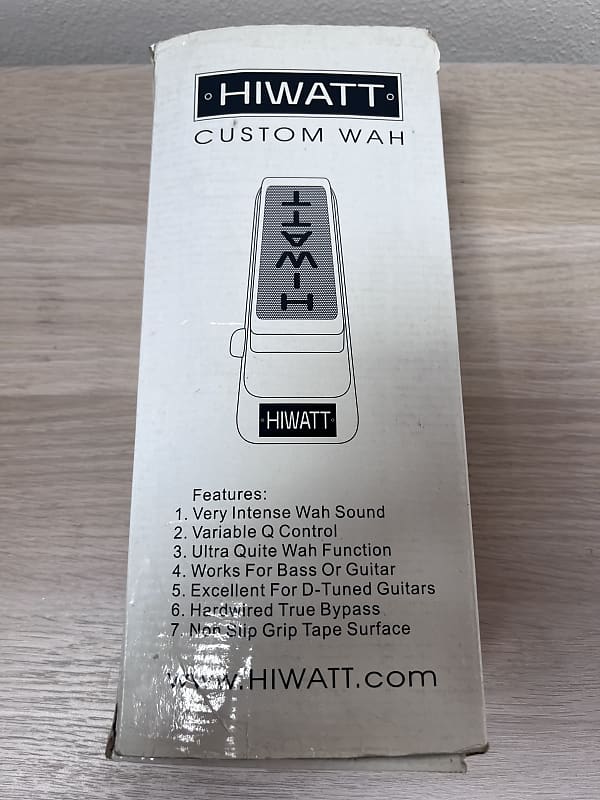 HIWATT
CUSTOM WAH
HIWATT
HIWATT
Features:
1. Very Intense Wah Sound
2. Variable Q Control
3. Ultra Quite Wah Function
4. Works For Bass Or Guitar
5. Excellent For D-Tuned Guitars
6. Hardwired True Bypass
7. Non Slip Grip Tape Surface
www.HIWATT.com